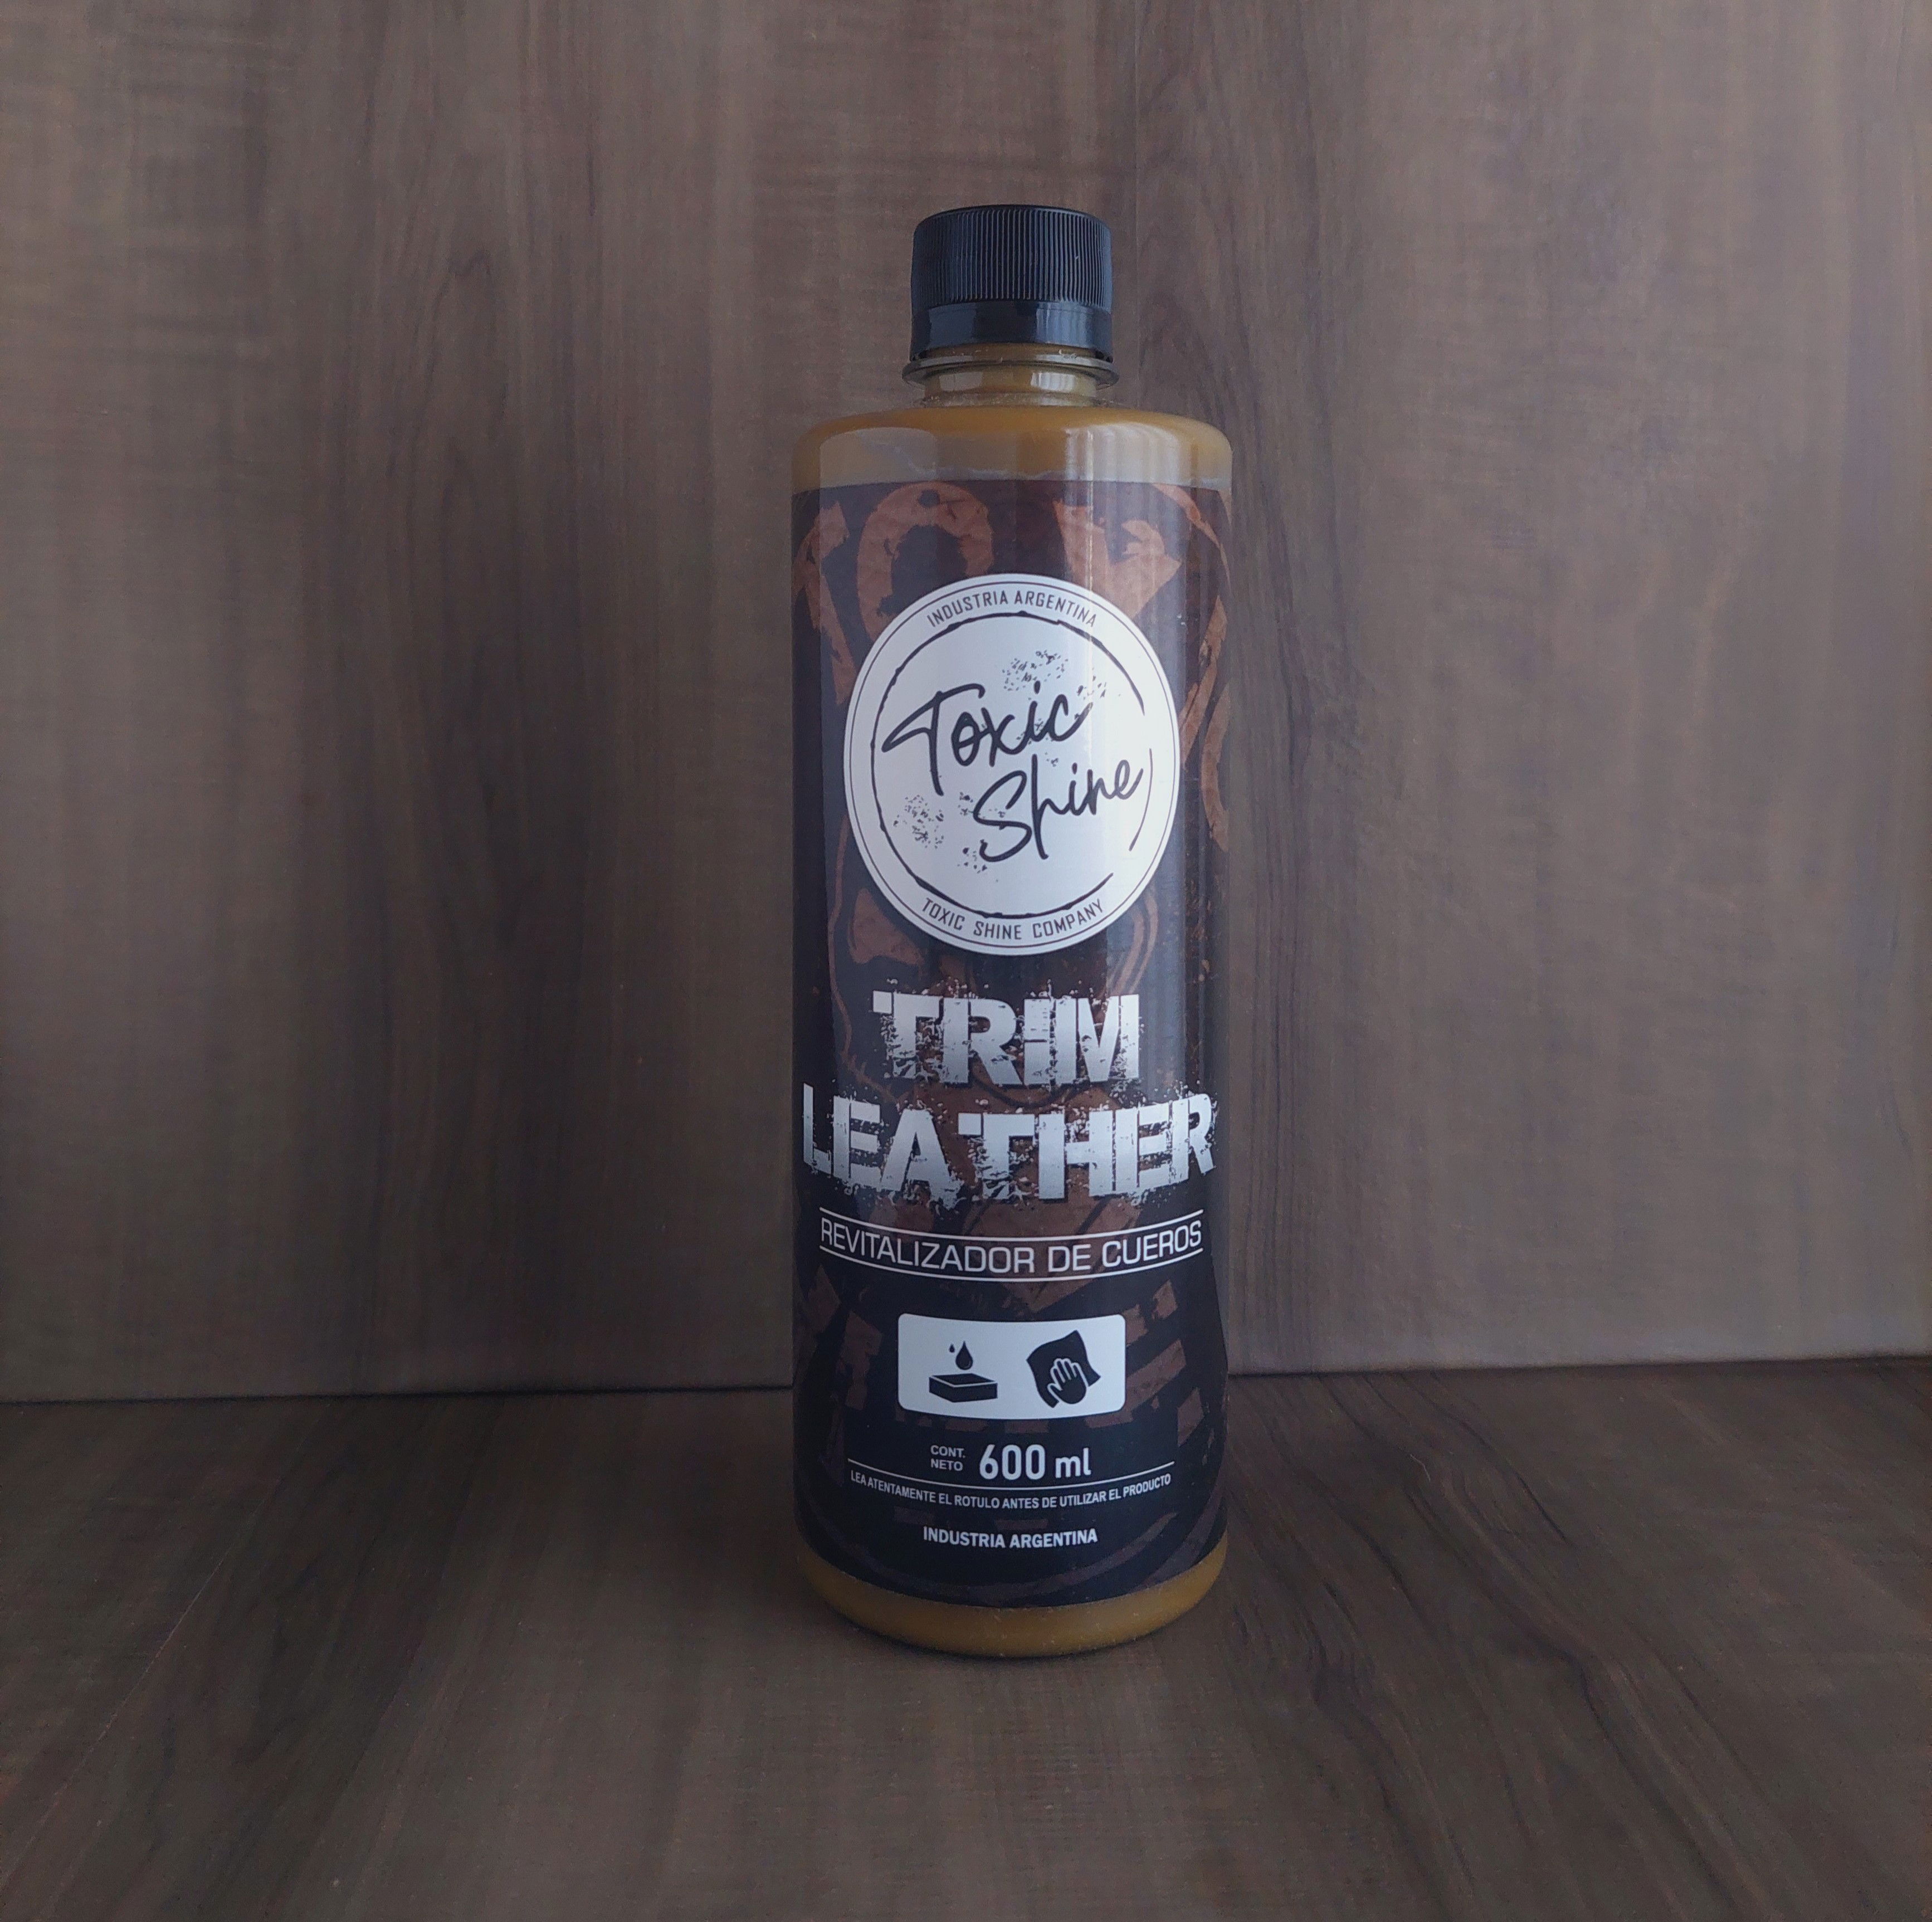 INDUSTRIA ARGENTINA
Toxic
Shine
TOXIC SHINE COMPANY
TRIM
LEATHER
REVITALIZADOR DE CUEROS
CONT.
NETO 600 ml
LEA ATENTAMENTE EL ROTULO ANTES DE UTILIZAR EL PRODUCTO
INDUSTRIA ARGENTINA